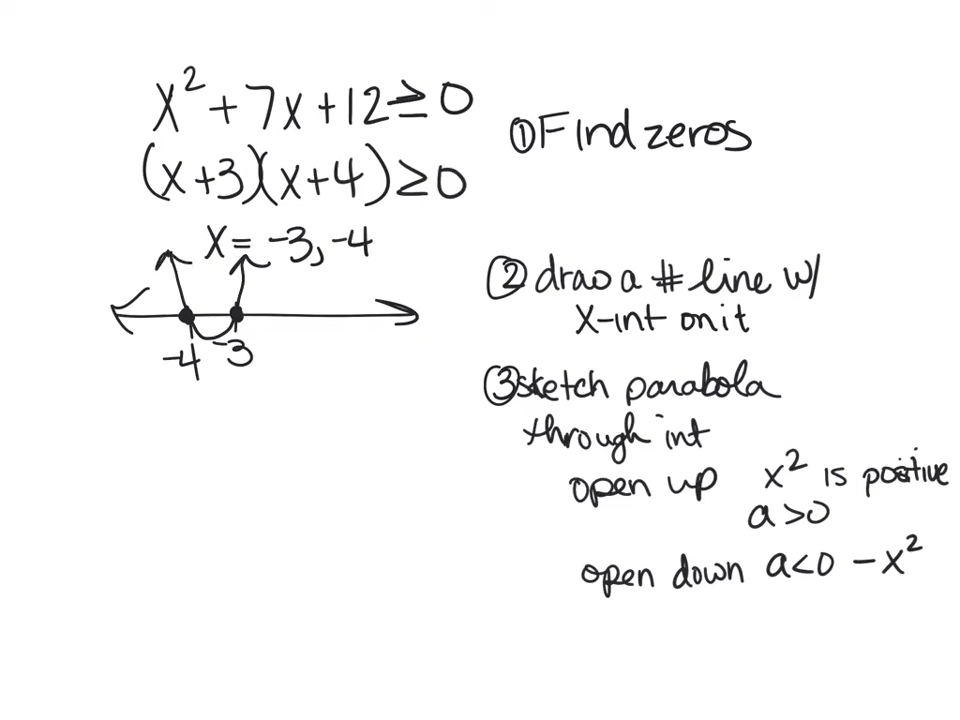 x² + 7x + 12 ≥ 0
(x + 3)(x + 4) ≥ 0
x = -3, -4
-4 -3
① Find zeros
② draw a # line w/
x-int on it
③ sketch parabola
through int
open up x² is positive
a > 0
open down a < 0 - x²